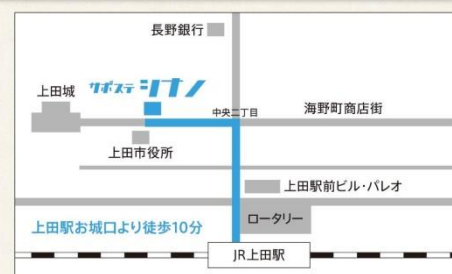 長野銀行
サポステ シナノ
上田城
中央二丁目
海野町商店街
上田市役所
上田駅前ビル・パレオ
上田駅お城口より徒歩10分
ロータリー
JR上田駅